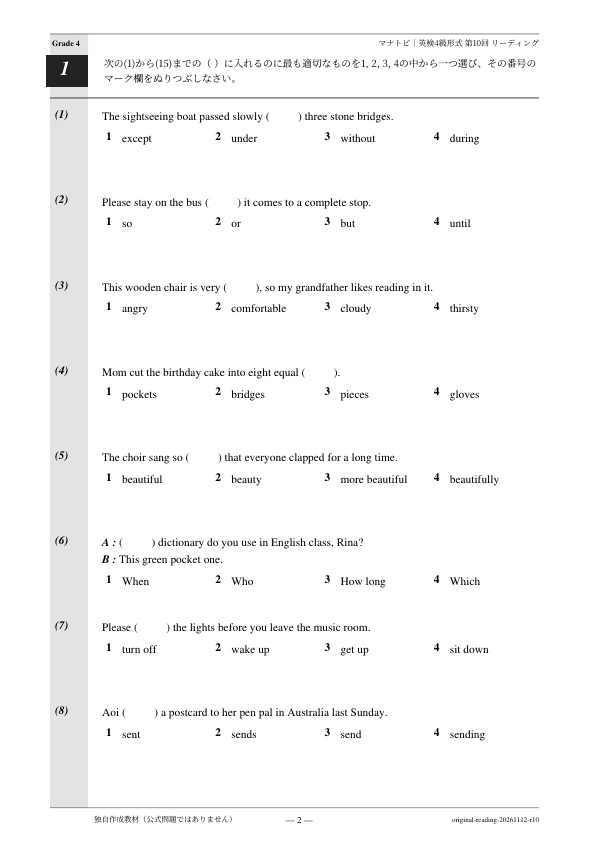 Grade 4
マナトビ｜英検4級形式 第10回 リーディング
1
次の(1)から(15)までの（ ）に入れるのに最も適切なものを1, 2, 3, 4の中から一つ選び、その番号の
マーク欄をぬりつぶしなさい。
(1)
The sightseeing boat passed slowly (          ) three stone bridges.
1 except 2 under 3 without 4 during
(2)
Please stay on the bus (          ) it comes to a complete stop.
1 so 2 or 3 but 4 until
(3)
This wooden chair is very (          ), so my grandfather likes reading in it.
1 angry 2 comfortable 3 cloudy 4 thirsty
(4)
Mom cut the birthday cake into eight equal (          ).
1 pockets 2 bridges 3 pieces 4 gloves
(5)
The choir sang so (          ) that everyone clapped for a long time.
1 beautiful 2 beauty 3 more beautiful 4 beautifully
(6)
A : (          ) dictionary do you use in English class, Rina?
B : This green pocket one.
1 When 2 Who 3 How long 4 Which
(7)
Please (          ) the lights before you leave the music room.
1 turn off 2 wake up 3 get up 4 sit down
(8)
Aoi (          ) a postcard to her pen pal in Australia last Sunday.
1 sent 2 sends 3 send 4 sending
独自作成教材（公式問題ではありません）
— 2 —
original-reading-20261112-r10